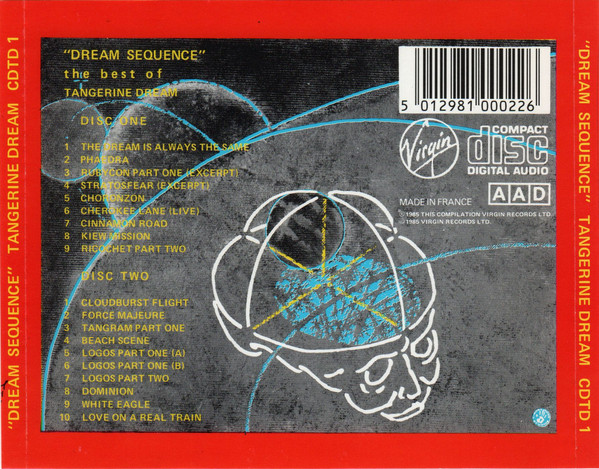 "DREAM SEQUENCE"
the best of
TANGERINE DREAM
DISC ONE
1 THE DREAM IS ALWAYS THE SAME
2 PHAEDRA
3 RUBYCON PART ONE (EXCERPT)
4 STRATOSFEAR (EXCERPT)
5 CHORONZON
6 CHEROKEE LANE (LIVE)
7 CINNAMON ROAD
8 KIEW MISSION
9 RICOCHET PART TWO
DISC TWO
1 CLOUDBURST FLIGHT
2 FORCE MAJEURE
3 TANGRAM PART ONE
4 BEACH SCENE
5 LOGOS PART ONE (A)
6 LOGOS PART ONE (B)
7 LOGOS PART TWO
8 DOMINION
9 WHITE EAGLE
10 LOVE ON A REAL TRAIN
5 012981 000226
Virgin
COMPACT
disc
DIGITAL AUDIO
AAD
MADE IN FRANCE
Ⓟ1985 THIS COMPILATION VIRGIN RECORDS LTD.
©1985 VIRGIN RECORDS LTD.
"DREAM SEQUENCE" TANGERINE DREAM CDTD 1
"DREAM SEQUENCE" TANGERINE DREAM CDTD 1